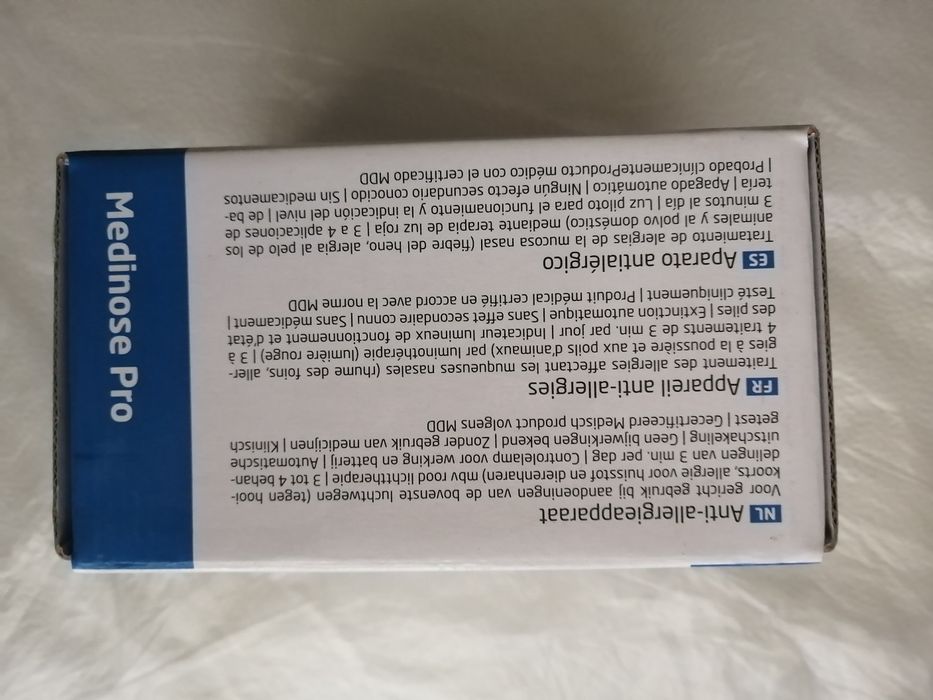 Medinose Pro
NL Anti-allergieapparaat
Voor gericht gebruik bij aandoeningen van de bovenste luchtwegen (tegen hooi-
koorts, allergie voor huisstof en dierenharen) mbv rood lichttherapie | 3 tot 4 behan-
delingen van 3 min. per dag | Controlelamp voor werking en batterij | Automatische
uitschakeling | Geen bijwerkingen bekend | Zonder gebruik van medicijnen | Klinisch
getest | Gecertificeerd Medisch product volgens MDD
FR Appareil anti-allergies
Traitement des allergies affectant les muqueuses nasales (rhume des foins, aller-
gies à la poussière et aux poils d'animaux) par luminothérapie (lumière rouge) | 3 à
4 traitements de 3 min. par jour | Indicateur lumineux de fonctionnement et d'état
des piles | Extinction automatique | Sans effet secondaire connu | Sans médicament |
Testé cliniquement | Produit médical certifié en accord avec la norme MDD
ES Aparato antialérgico
Tratamiento de alergias de la mucosa nasal (fiebre del heno, alergia al pelo de los
animales y al polvo doméstico) mediante terapia de luz roja | 3 a 4 aplicaciones de
3 minutos al día | Luz piloto para el funcionamiento y la indicación del nivel | de ba-
tería | Apagado automático | Ningún efecto secundario conocido | Sin medicamentos
| Probado clínicamenteProducto médico con el certificado MDD